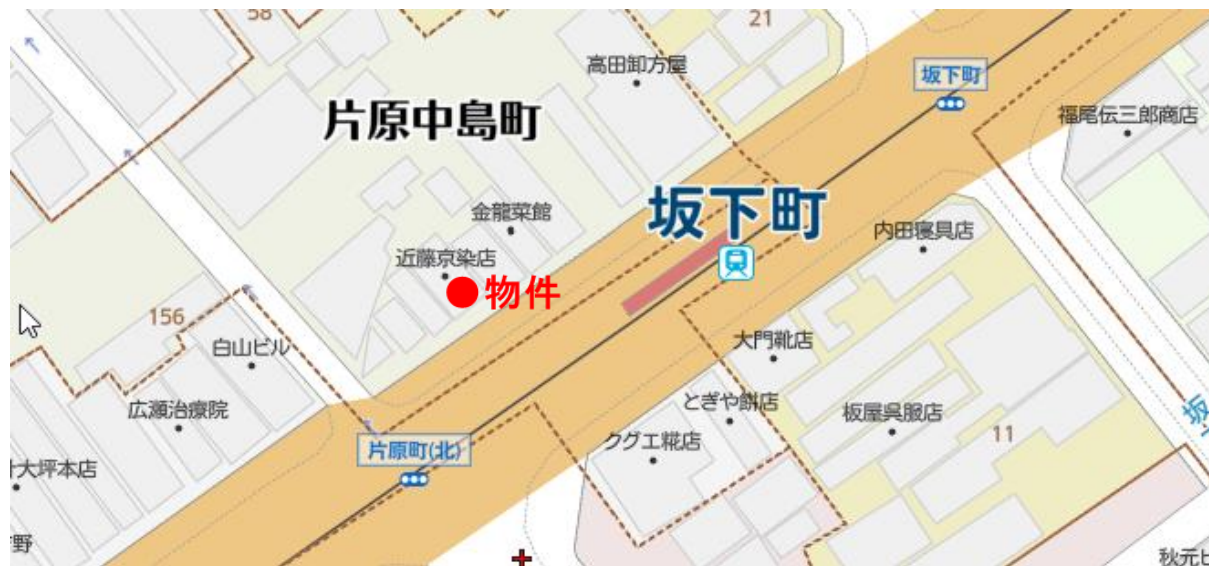 58
21
高田卸方屋
坂下町
福尾伝三郎商店
片原中島町
坂下町
金龍菜館
内田寝具店
近藤京染店
●物件
156
白山ビル
大門靴店
広瀬治療院
とぎや餅店
板屋呉服店
坂
11
片原町(北)
クグエ糀店
大坪本店
野
秋元ビ